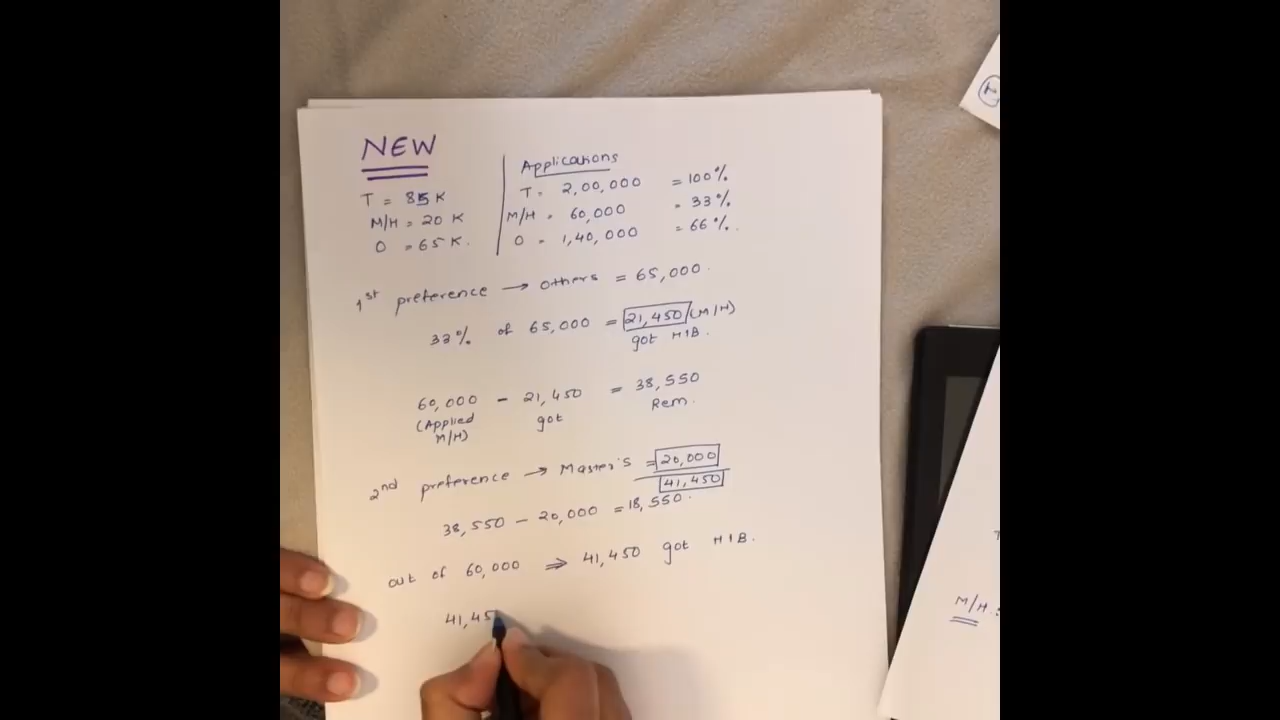 NEW
T = 85 K
M/H = 20 K
O = 65 K.
Applications
T = 2,00,000 = 100%
M/H = 60,000 = 33%
O = 1,40,000 = 66%.
1st preference → Others = 65,000.
33% of 65,000 = 21,450 (M/H)
got H1B.
60,000 - 21,450 = 38,550
(Applied M/H) got Rem.
2nd preference → Master's = 20,000
41,450
38,550 - 20,000 = 18,550.
out of 60,000 ⇒ 41,450 got H1B.
41,45
M/H